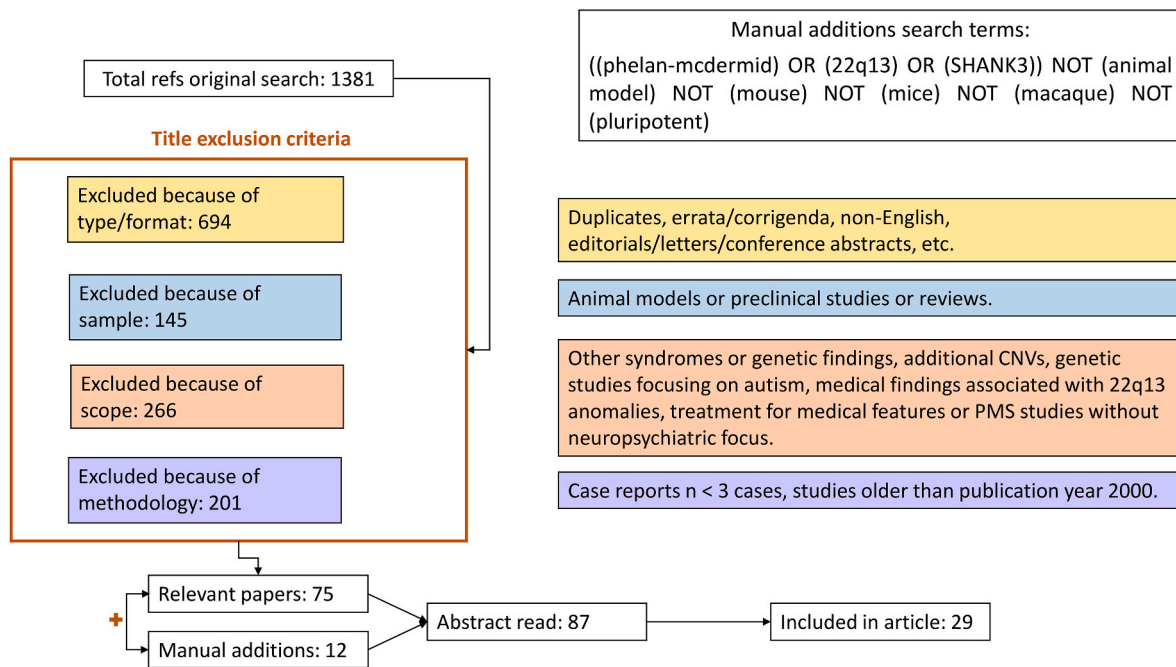 Total refs original search: 1381
Manual additions search terms:
((phelan-mcdermid) OR (22q13) OR (SHANK3)) NOT (animal
model) NOT (mouse) NOT (mice) NOT (macaque) NOT
(pluripotent)
Title exclusion criteria
Excluded because of
type/format: 694
Duplicates, errata/corrigenda, non-English,
editorials/letters/conference abstracts, etc.
Excluded because of
sample: 145
Animal models or preclinical studies or reviews.
Excluded because of
scope: 266
Other syndromes or genetic findings, additional CNVs, genetic
studies focusing on autism, medical findings associated with 22q13
anomalies, treatment for medical features or PMS studies without
neuropsychiatric focus.
Excluded because of
methodology: 201
Case reports n < 3 cases, studies older than publication year 2000.
Relevant papers: 75
+
Manual additions: 12
Abstract read: 87
Included in article: 29